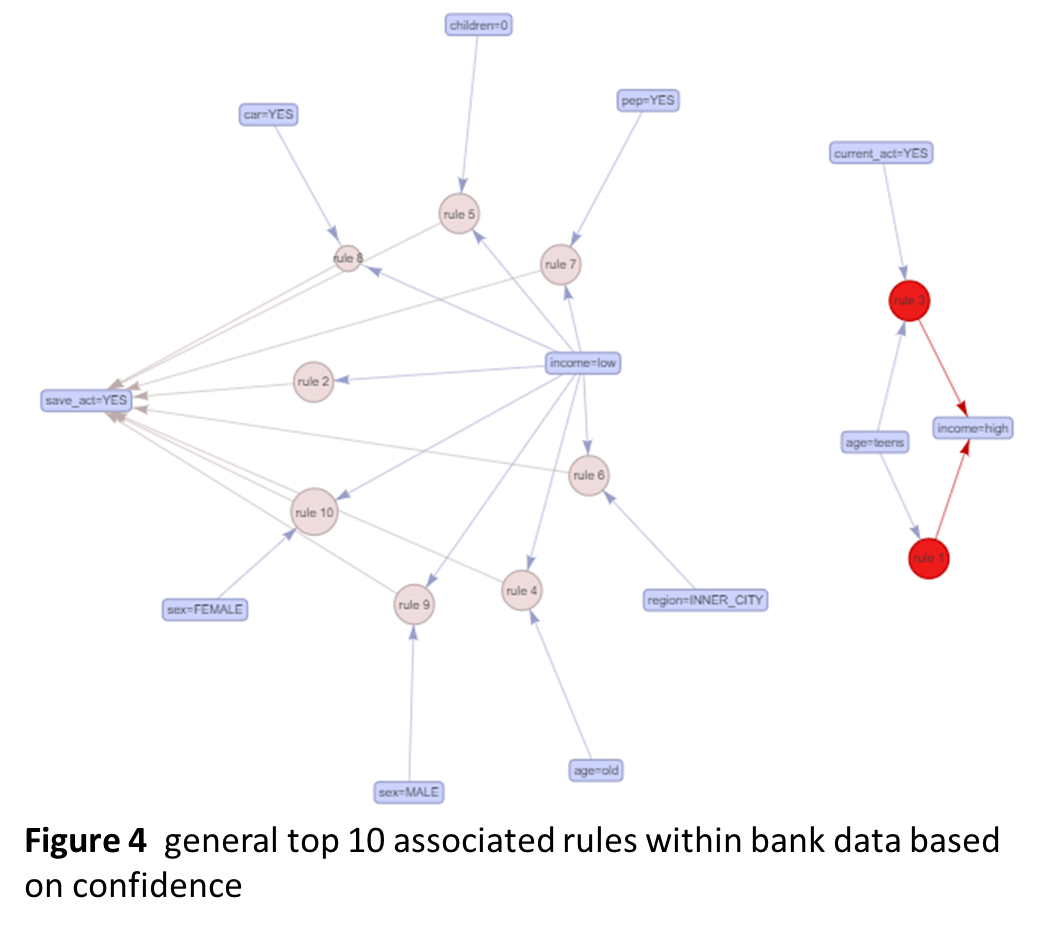 children=0
car=YES
pep=YES
current_act=YES
rule 5
rule 8
rule 7
rule 3
income=low
rule 2
save_act=YES
income=high
age=teens
rule 6
rule 10
rule 1
rule 4
rule 9
sex=FEMALE
region=INNER_CITY
age=old
sex=MALE
Figure 4 general top 10 associated rules within bank data based
on confidence